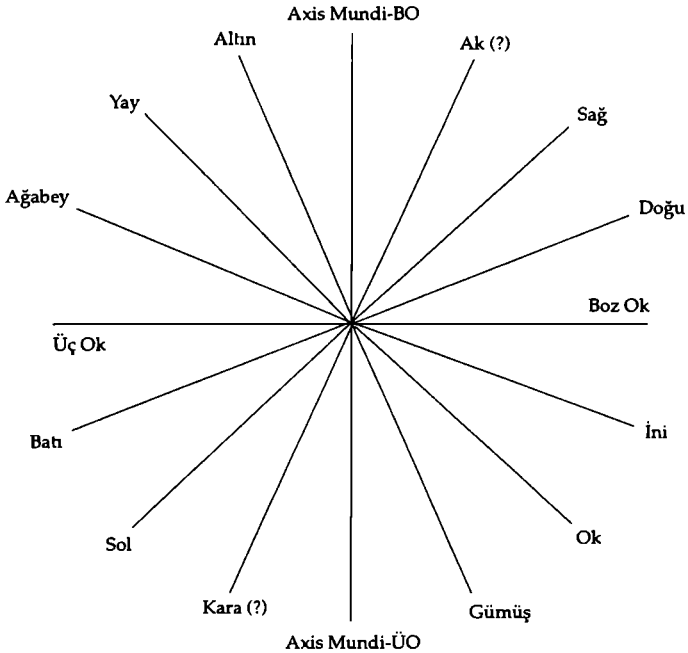 Axis Mundi-BO
Altın
Ak (?)
Yay
Sağ
Ağabey
Doğu
Boz Ok
Üç Ok
Batı
İni
Sol
Ok
Kara (?)
Gümüş
Axis Mundi-ÜO